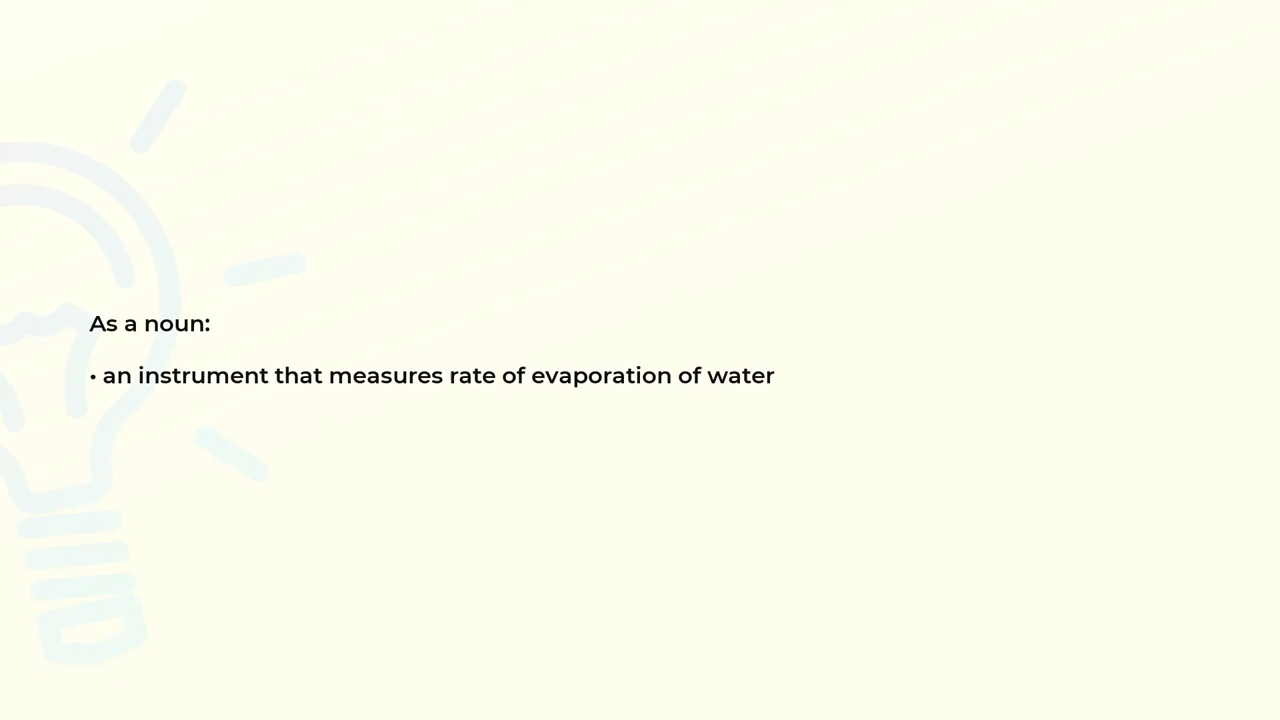 As a noun:
• an instrument that measures rate of evaporation of water